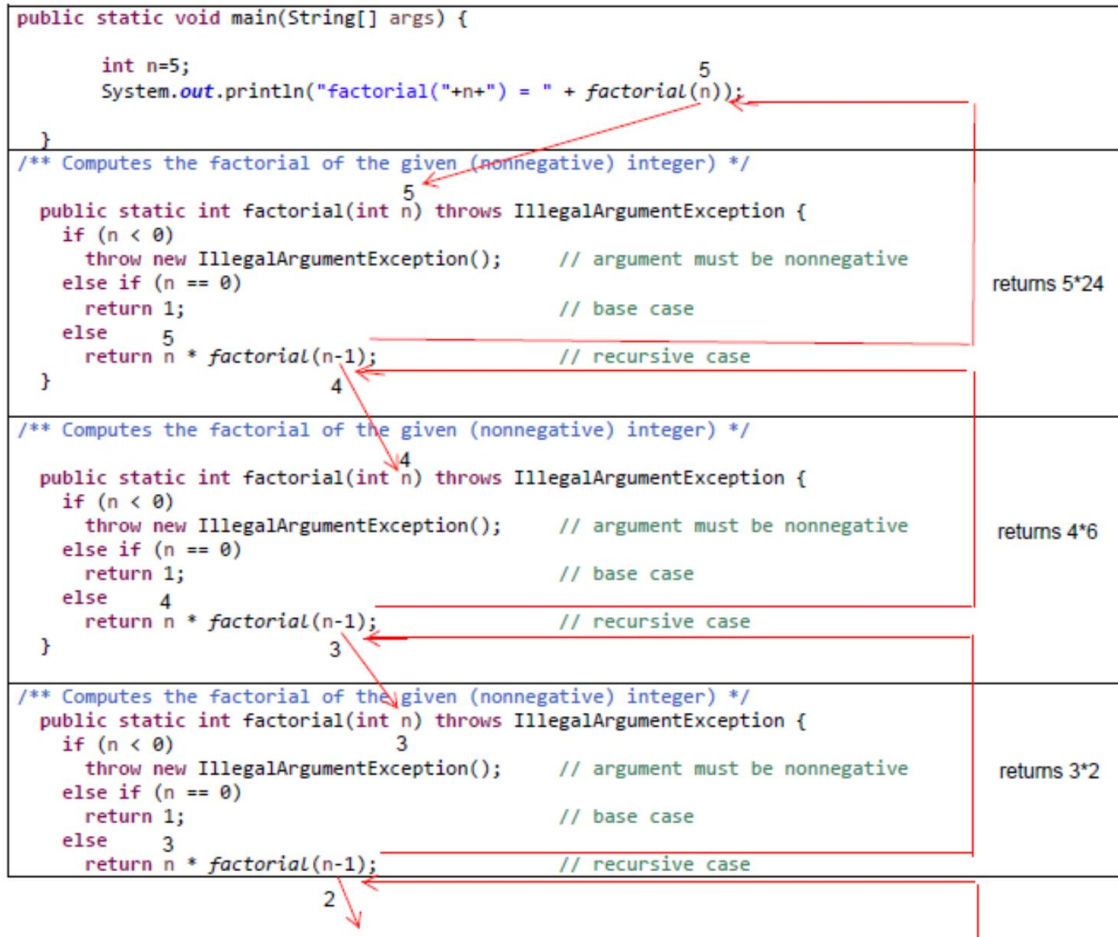 public static void main(String[] args) {
int n=5;
5
System.out.println("factorial("+n+") = " + factorial(n));
}
/** Computes the factorial of the given (nonnegative) integer) */
5
public static int factorial(int n) throws IllegalArgumentException {
if (n < 0)
throw new IllegalArgumentException(); // argument must be nonnegative
else if (n == 0)
returns 5*24
return 1; // base case
else
5
return n * factorial(n-1); // recursive case
}
4
/** Computes the factorial of the given (nonnegative) integer) */
4
public static int factorial(int n) throws IllegalArgumentException {
if (n < 0)
throw new IllegalArgumentException(); // argument must be nonnegative
returns 4*6
else if (n == 0)
return 1; // base case
else
4
return n * factorial(n-1); // recursive case
}
3
/** Computes the factorial of the given (nonnegative) integer) */
public static int factorial(int n) throws IllegalArgumentException {
3
if (n < 0)
throw new IllegalArgumentException(); // argument must be nonnegative
returns 3*2
else if (n == 0)
return 1; // base case
else
3
return n * factorial(n-1); // recursive case
2